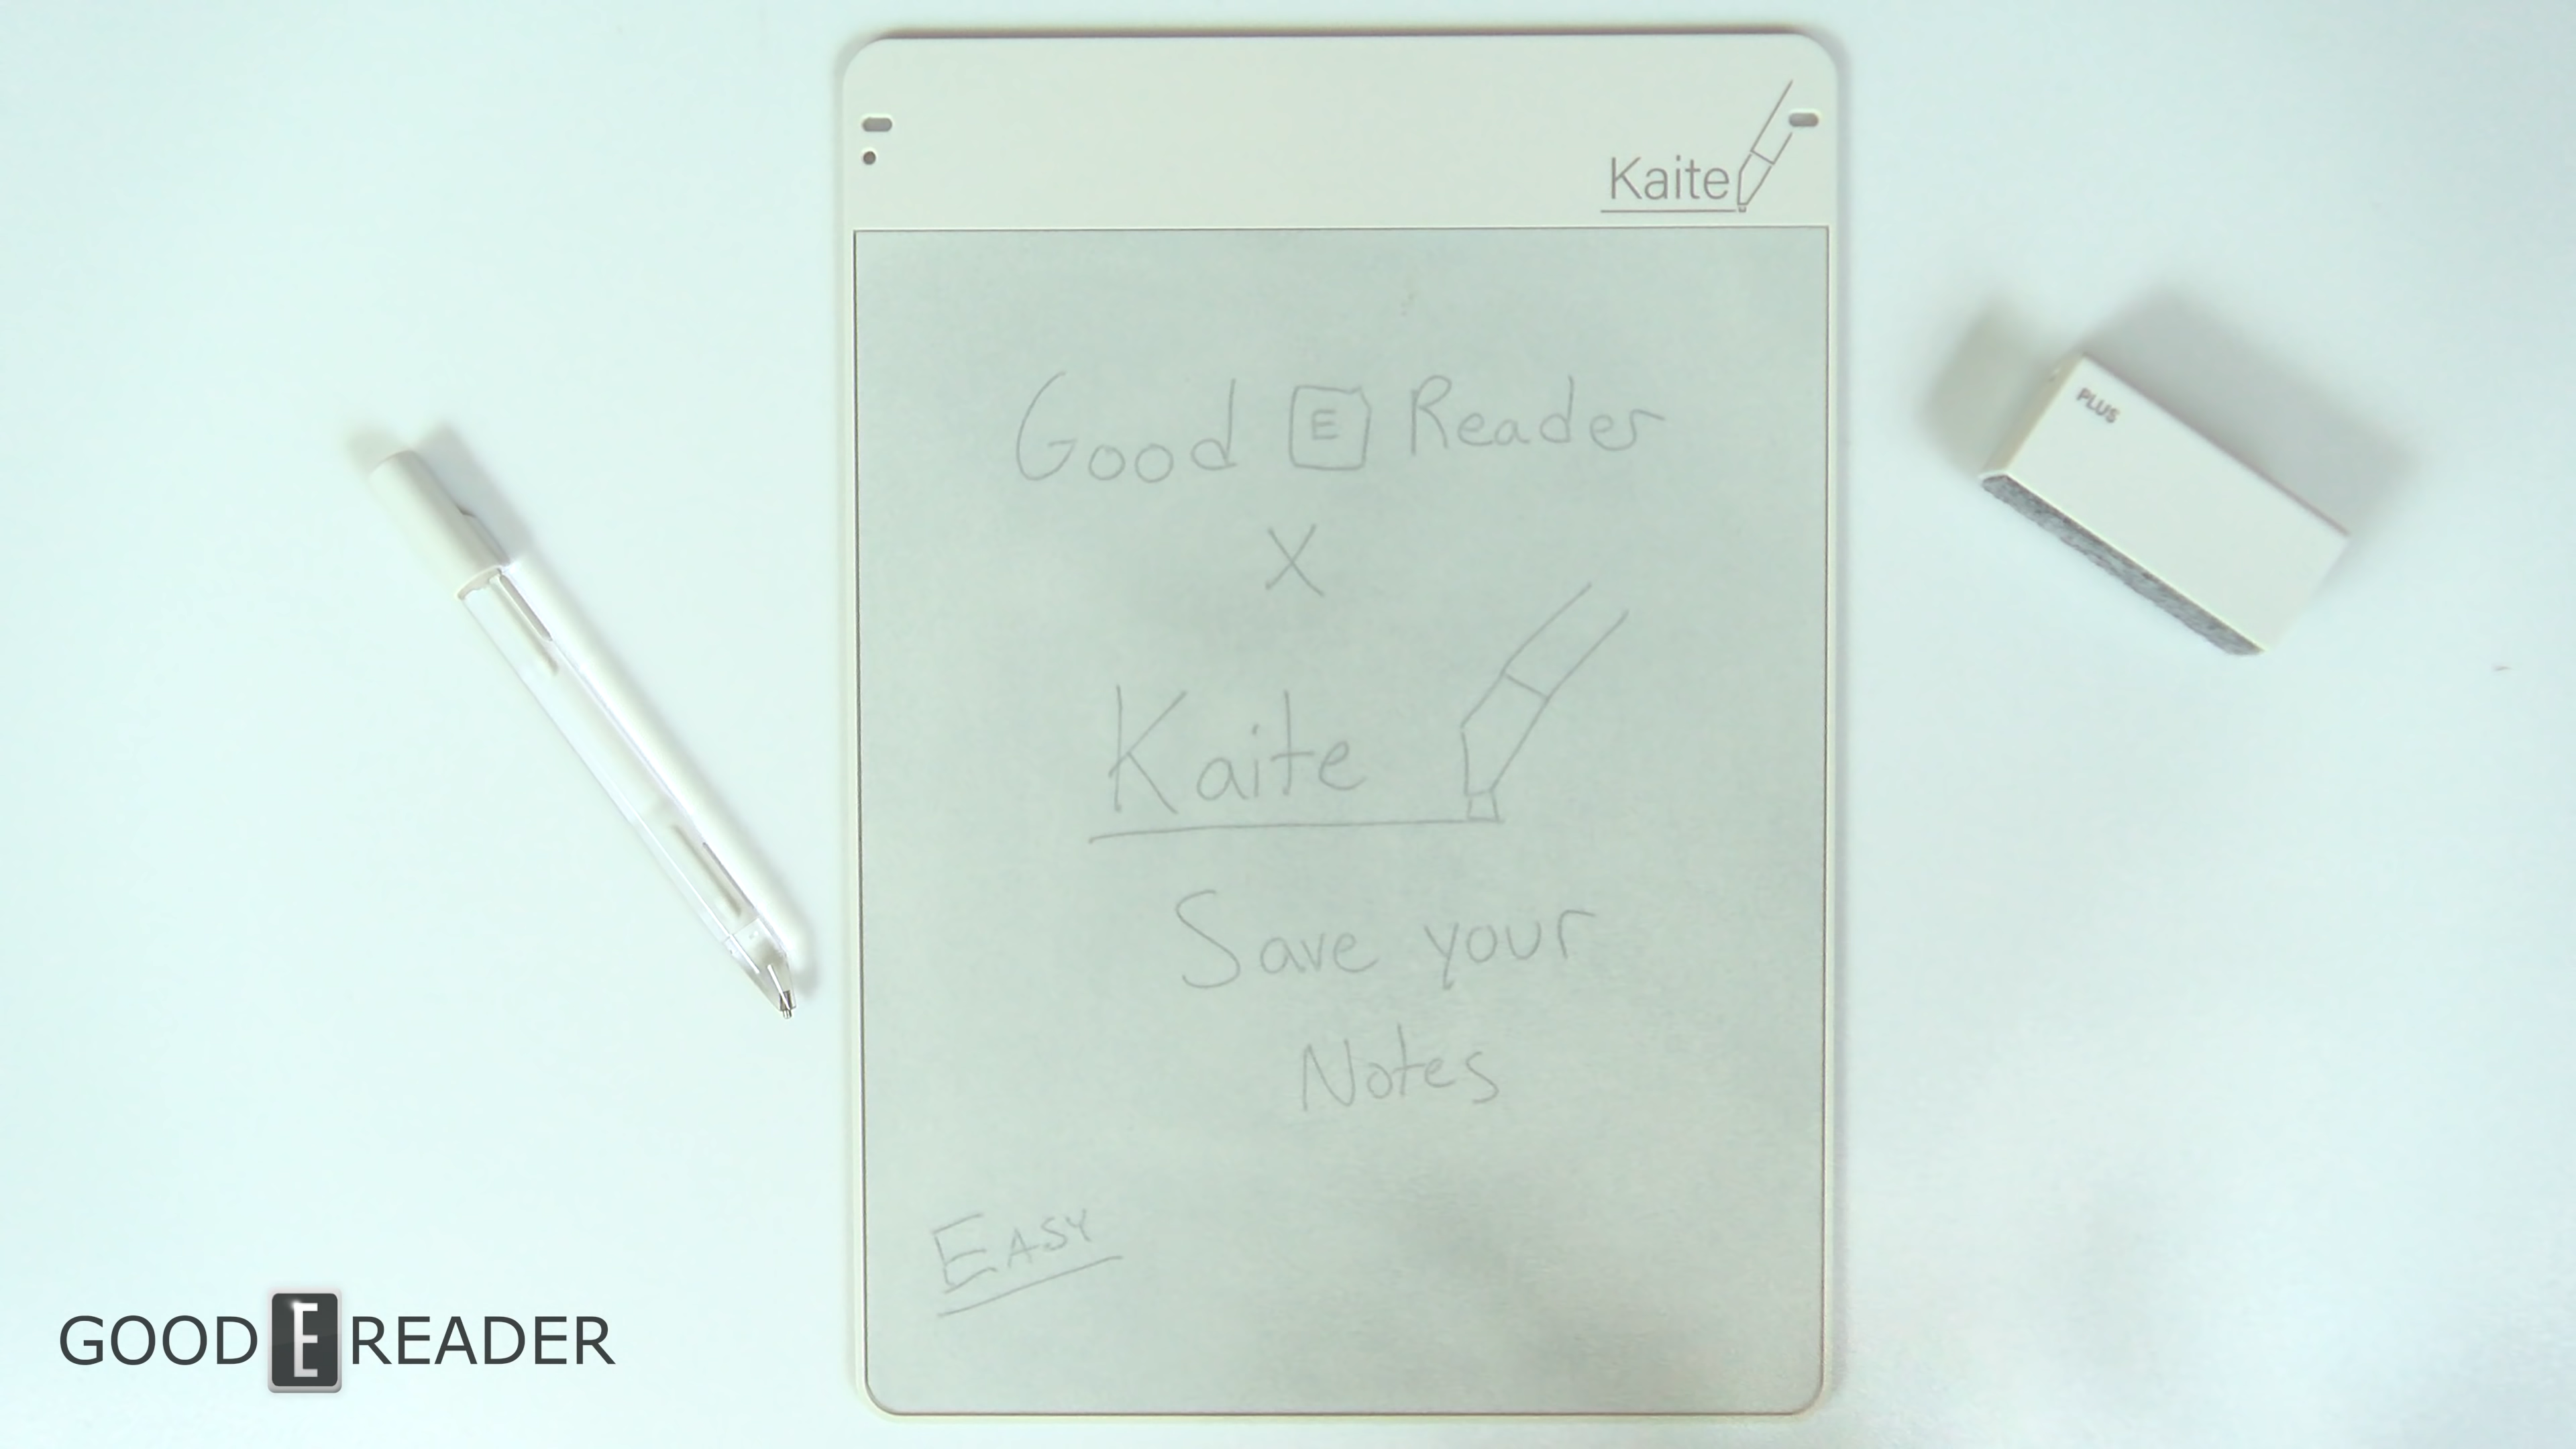 Kaite
PLUS
Good E Reader
X
Kaite
Save your
Notes
EASY
GOOD E READER